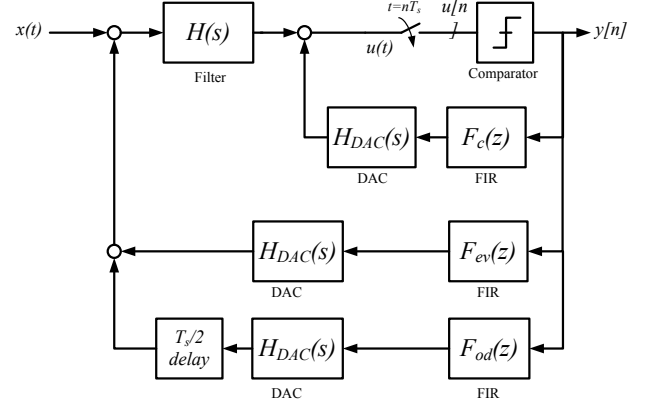 x(t)
H(s)
Filter
u(t)
t=nTs
u[n
]
Comparator
y[n]
HDAC(s)
DAC
Fc(z)
FIR
HDAC(s)
DAC
Fev(z)
FIR
Ts/2
delay
HDAC(s)
DAC
Fod(z)
FIR